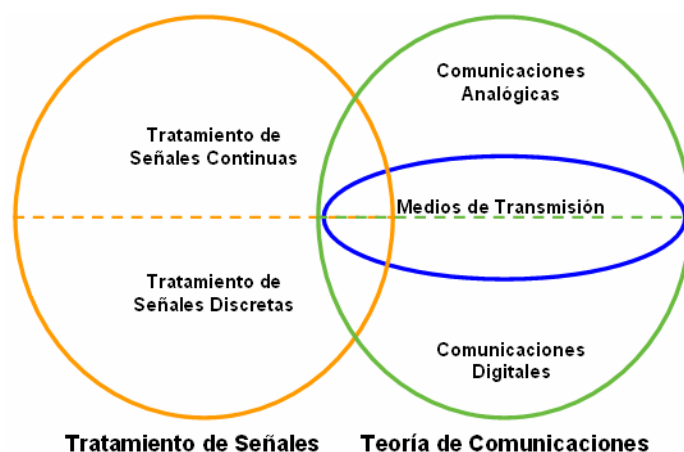 Comunicaciones
Analógicas
Tratamiento de
Señales Continuas
Medios de Transmisión
Tratamiento de
Señales Discretas
Comunicaciones
Digitales
Tratamiento de Señales
Teoría de Comunicaciones